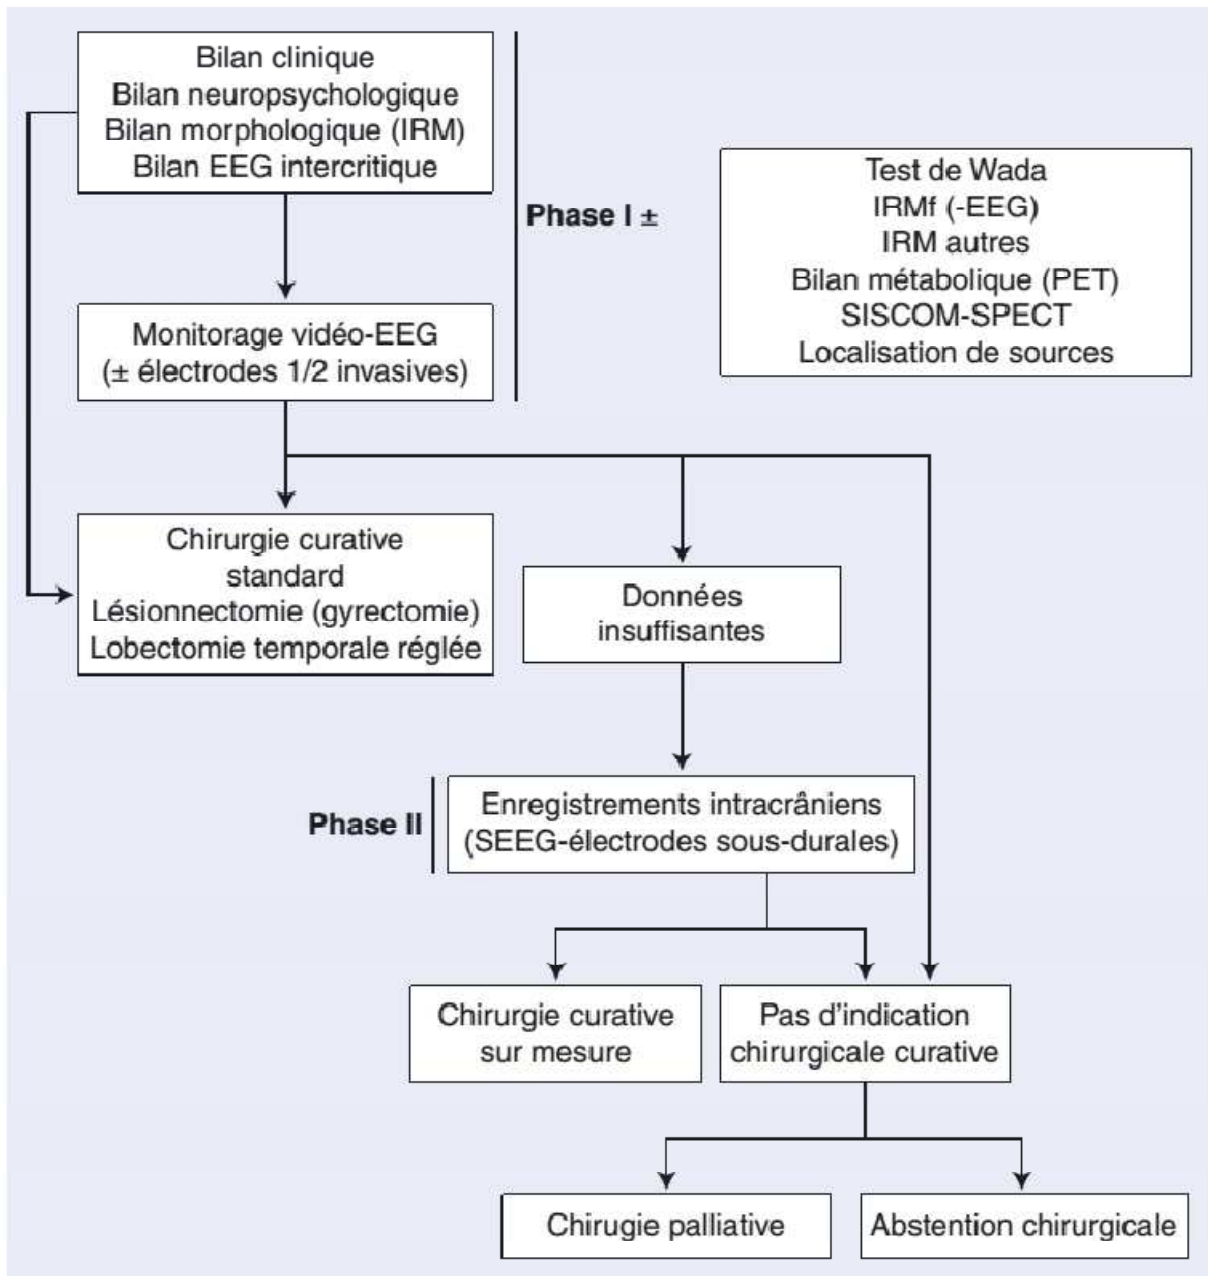 Bilan clinique
Bilan neuropsychologique
Bilan morphologique (IRM)
Bilan EEG intercritique
Phase I ±
Test de Wada
IRMf (-EEG)
IRM autres
Bilan métabolique (PET)
SISCOM-SPECT
Localisation de sources
Monitorage vidéo-EEG
(± électrodes 1/2 invasives)
Chirurgie curative
standard
Lésionnectomie (gyrectomie)
Lobectomie temporale réglée
Données
insuffisantes
Phase II
Enregistrements intracrâniens
(SEEG-électrodes sous-durales)
Chirurgie curative
sur mesure
Pas d'indication
chirurgicale curative
Chirugie palliative
Abstention chirurgicale